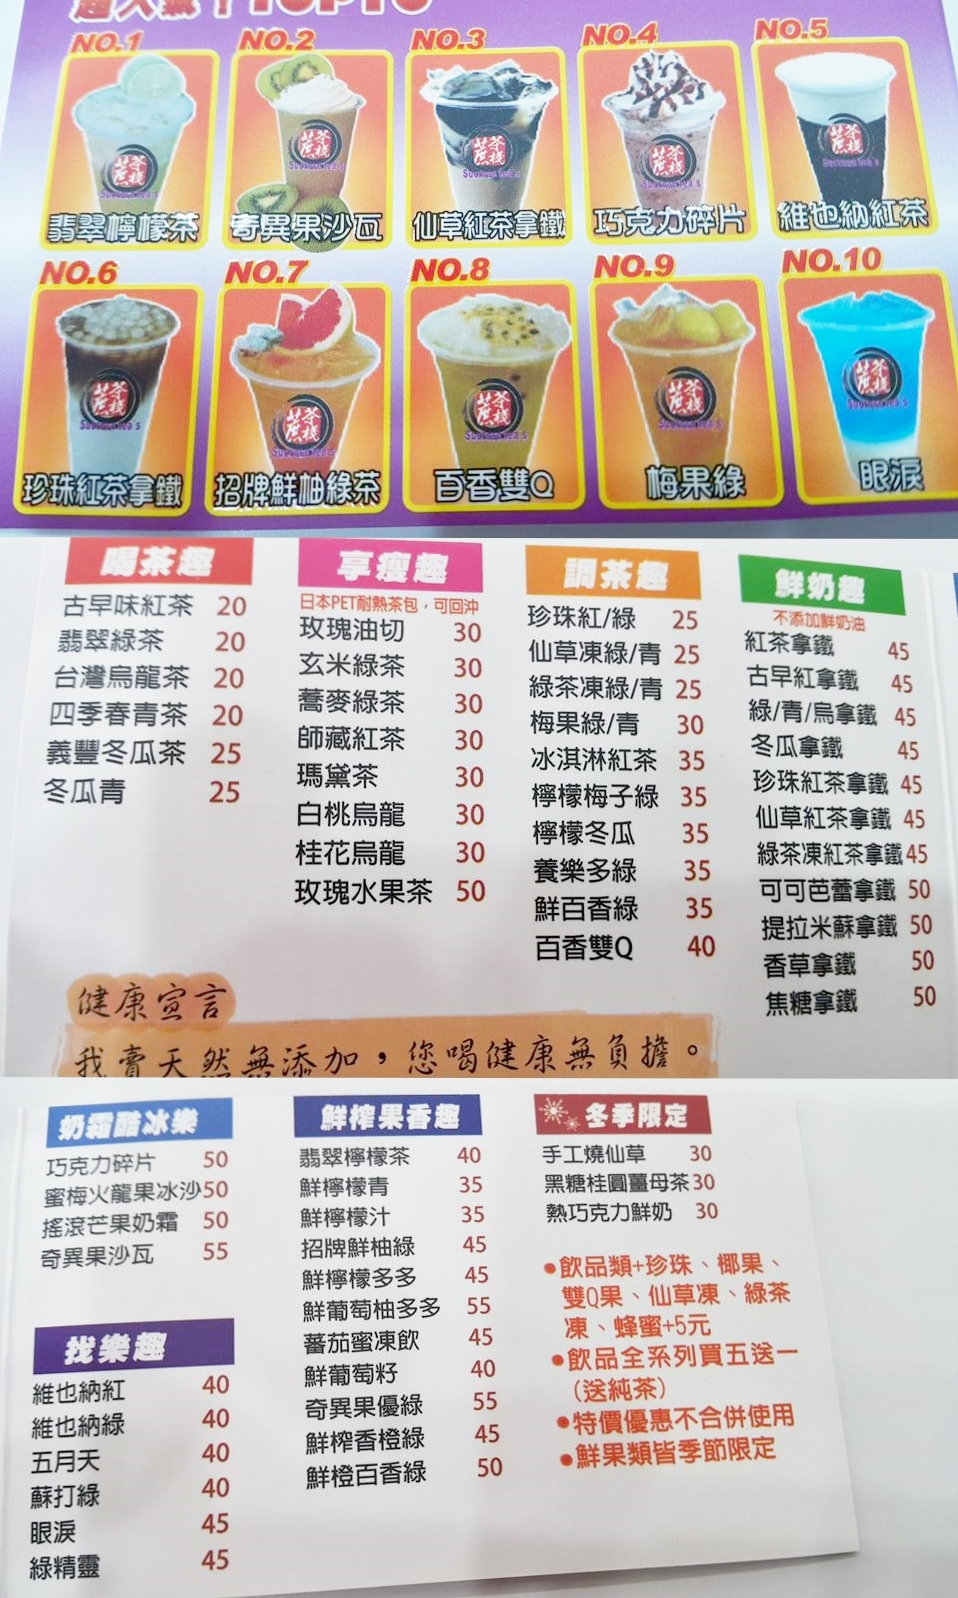 超人氣！TOP10
NO.1
NO.2
NO.3
NO.4
NO.5
翡翠檸檬茶
奇異果沙瓦
仙草紅茶拿鐵
巧克力碎片
維也納紅茶
NO.6
NO.7
NO.8
NO.9
NO.10
珍珠紅茶拿鐵
招牌鮮柚綠茶
百香雙Q
梅果綠
眼淚
喝茶趣
古早味紅茶 20
翡翠綠茶 20
台灣烏龍茶 20
四季春青茶 20
義豐冬瓜茶 25
冬瓜青 25
享瘦趣
日本PET耐熱茶包，可回沖
玫瑰油切 30
玄米綠茶 30
蕎麥綠茶 30
師藏紅茶 30
瑪黛茶 30
白桃烏龍 30
桂花烏龍 30
玫瑰水果茶 50
調茶趣
珍珠紅/綠 25
仙草凍綠/青 25
綠茶凍綠/青 25
梅果綠/青 30
冰淇淋紅茶 35
檸檬梅子綠 35
檸檬冬瓜 35
養樂多綠 35
鮮百香綠 35
百香雙Q 40
鮮奶趣
不添加鮮奶油
紅茶拿鐵 45
古早紅拿鐵 45
綠/青/烏拿鐵 45
冬瓜拿鐵 45
珍珠紅茶拿鐵 45
仙草紅茶拿鐵 45
綠茶凍紅茶拿鐵 45
可可芭蕾拿鐵 50
提拉米蘇拿鐵 50
香草拿鐵 50
焦糖拿鐵 50
健康宣言
我賣天然無添加，您喝健康無負擔。
奶霜酷冰樂
巧克力碎片 50
蜜梅火龍果冰沙 50
搖滾芒果奶霜 50
奇異果沙瓦 55
找樂趣
維也納紅 40
維也納綠 40
五月天 40
蘇打綠 40
眼淚 45
綠精靈 45
鮮榨果香趣
翡翠檸檬茶 40
鮮檸檬青 35
鮮檸檬汁 35
招牌鮮柚綠 45
鮮檸檬多多 45
鮮葡萄柚多多 55
蕃茄蜜凍飲 45
鮮葡萄籽 40
奇異果優綠 55
鮮榨香橙綠 45
鮮橙百香綠 50
冬季限定
手工燒仙草 30
黑糖桂圓薑母茶 30
熱巧克力鮮奶 30
●飲品類+珍珠、椰果、
雙Q果、仙草凍、綠茶
凍、蜂蜜+5元
●飲品全系列買五送一
（送純茶）
●特價優惠不合併使用
●鮮果類皆季節限定